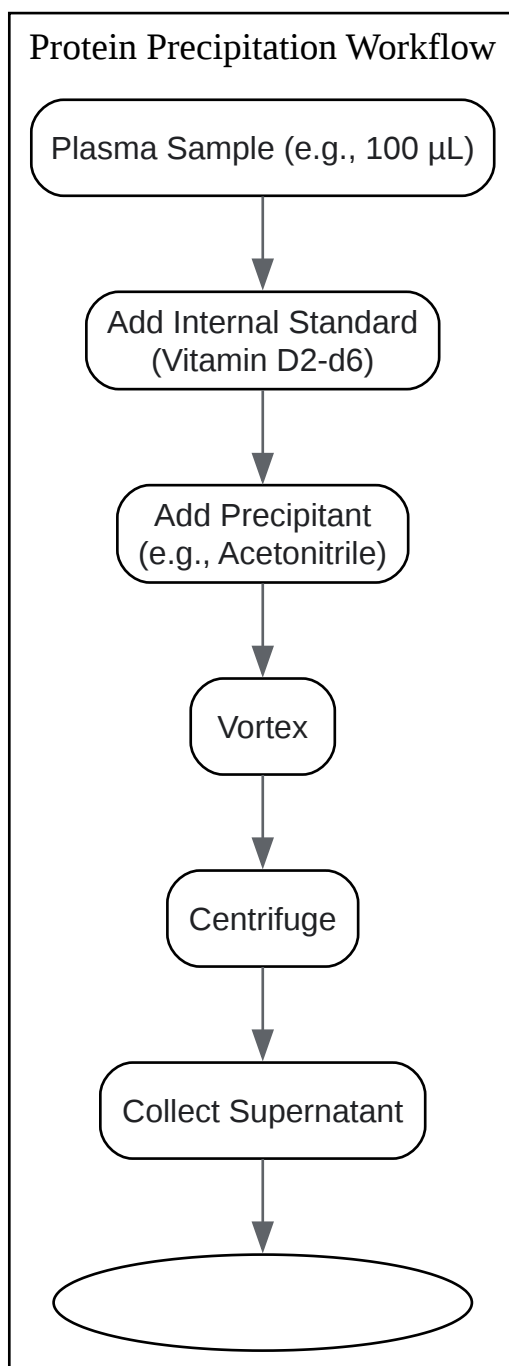 Protein Precipitation Workflow
Plasma Sample (e.g., 100 µL)
Add Internal Standard
(Vitamin D2-d6)
Add Precipitant
(e.g., Acetonitrile)
Vortex
Centrifuge
Collect Supernatant